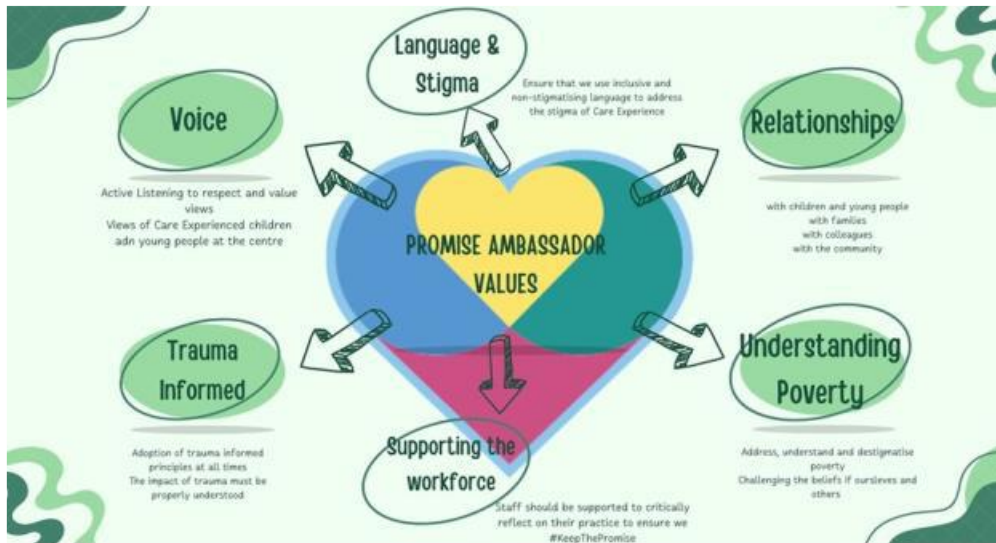 Language &
Stigma
Ensure that we use inclusive and
non-stigmatising language to address
the stigma of Care Experience
Voice
Active Listening to respect and value
views
Views of Care Experienced children
adn young people at the centre
Relationships
with children and young people
with families
with colleagues
with the community
PROMISE AMBASSADOR
VALUES
Trauma
Informed
Adoption of trauma informed
principles at all times
The impact of trauma must be
properly understood
Understanding
Poverty
Address, understand and destigmatise
poverty
Challenging the beliefs if oursleves and
others
Supporting the
workforce
Staff should be supported to critically
reflect on their practice to ensure we
#KeepThePromise